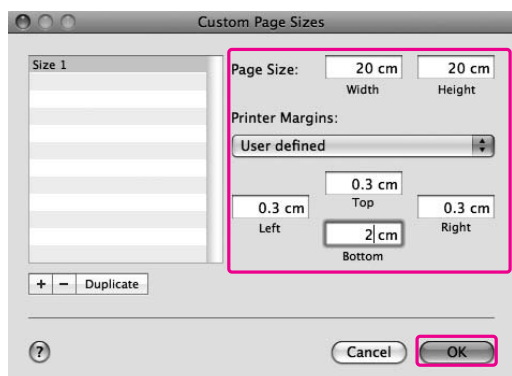 Custom Page Sizes
Size 1
Page Size:
20 cm
20 cm
Width
Height
Printer Margins:
User defined
0.3 cm
Top
0.3 cm
0.3 cm
Left
Right
2 cm
Bottom
+ − Duplicate
?
Cancel
OK